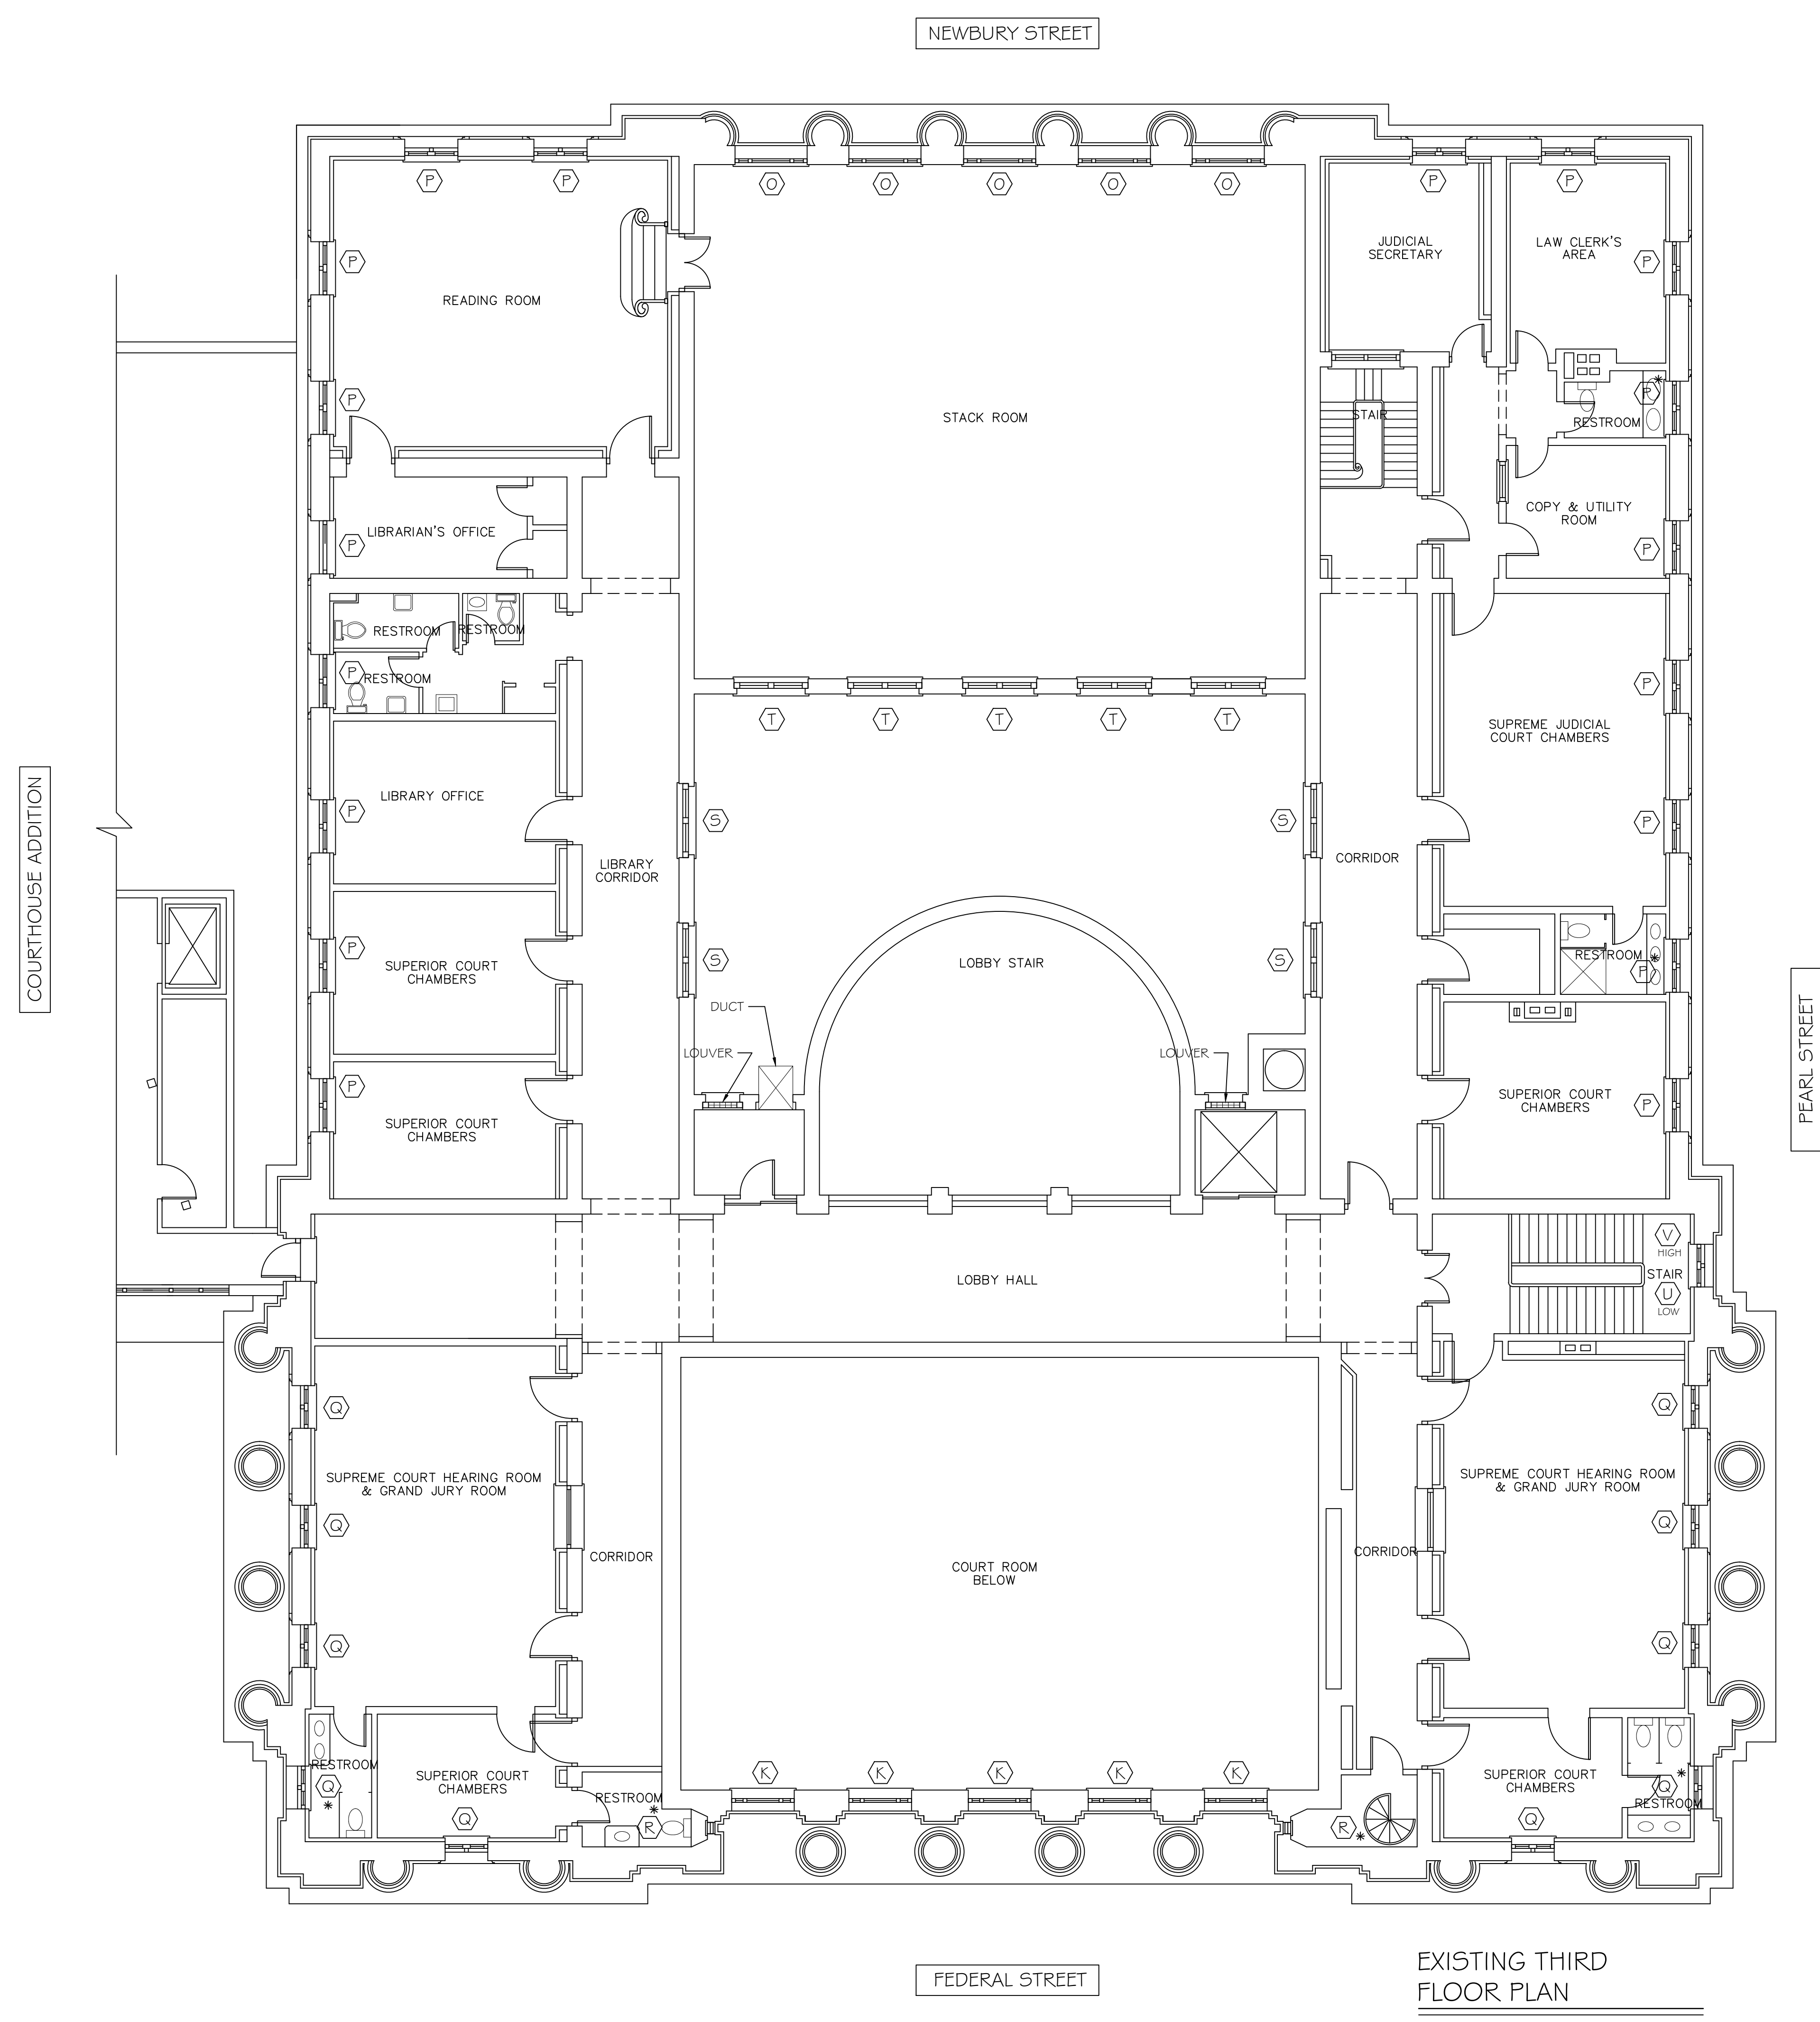 NEWBURY STREET
P
P
O
O
O
O
O
P
P
JUDICIAL
SECRETARY
LAW CLERK'S
AREA
P
P
READING ROOM
P
P
*
STAIR
STACK ROOM
RESTROOM
COPY & UTILITY
ROOM
LIBRARIAN'S OFFICE
P
P
RESTROOM
RESTROOM
P
RESTROOM
P
T
T
T
T
T
SUPREME JUDICIAL
COURT CHAMBERS
LIBRARY OFFICE
P
S
S
P
LIBRARY
CORRIDOR
CORRIDOR
COURTHOUSE ADDITION
P
SUPERIOR COURT
CHAMBERS
S
LOBBY STAIR
S
RESTROOM
*
P
DUCT
LOUVER
LOUVER
PEARL STREET
P
SUPERIOR COURT
CHAMBERS
SUPERIOR COURT
CHAMBERS
P
V
HIGH
STAIR
U
LOW
LOBBY HALL
Q
Q
SUPREME COURT HEARING ROOM
& GRAND JURY ROOM
SUPREME COURT HEARING ROOM
& GRAND JURY ROOM
Q
Q
CORRIDOR
COURT ROOM
BELOW
CORRIDOR
Q
Q
RESTROOM
Q
*
SUPERIOR COURT
CHAMBERS
Q
RESTROOM
*
R
K
K
K
K
K
R
*
SUPERIOR COURT
CHAMBERS
Q
*
Q
RESTROOM
FEDERAL STREET
EXISTING THIRD
FLOOR PLAN